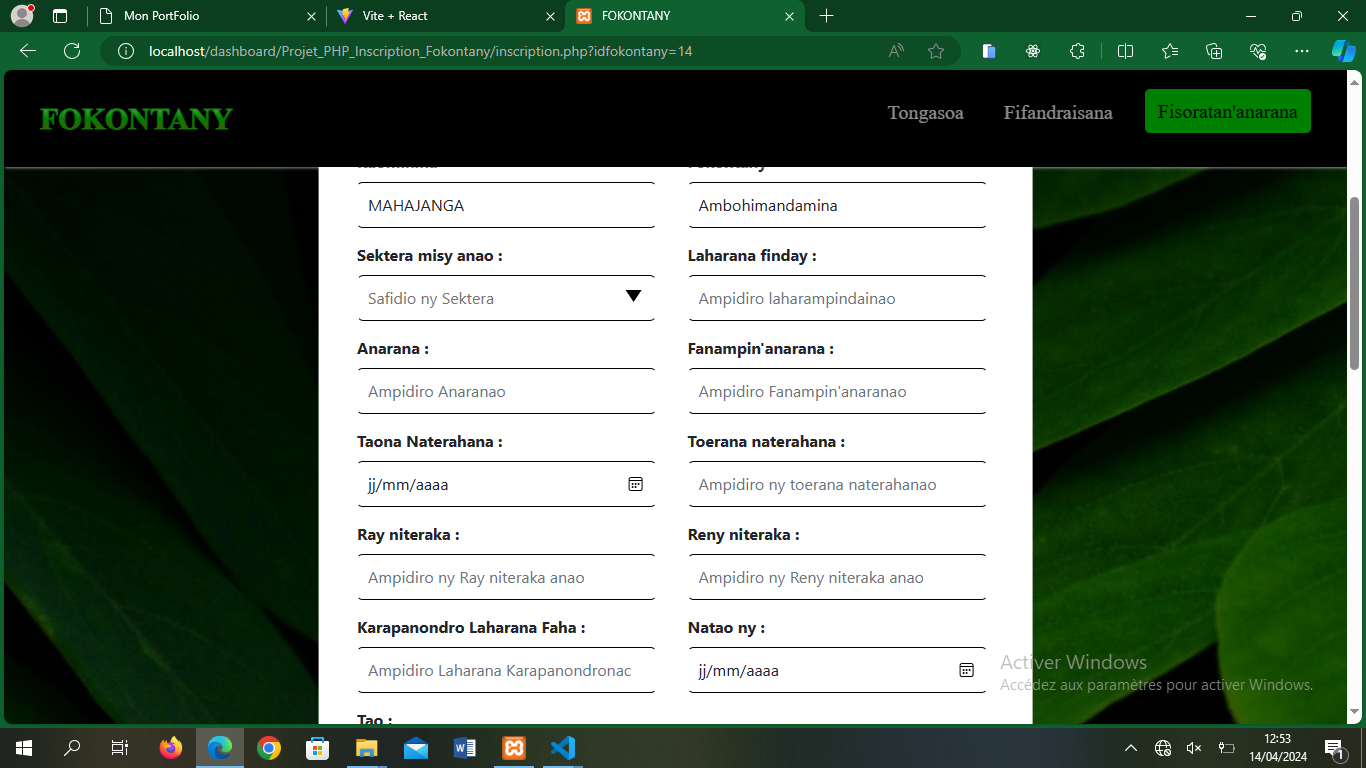 Mon PortFolio
Vite + React
FOKONTANY
localhost/dashboard/Projet_PHP_Inscription_Fokontany/inscription.php?idfokontany=14
FOKONTANY
Tongasoa
Fifandraisana
Fisoratan'anarana
MAHAJANGA
Ambohimandamina
Sektera misy anao :
Laharana finday :
Safidio ny Sektera
Ampidiro laharampindainao
Anarana :
Fanampin'anarana :
Ampidiro Anaranao
Ampidiro Fanampin'anaranao
Taona Naterahana :
Toerana naterahana :
jj/mm/aaaa
Ampidiro ny toerana naterahanao
Ray niteraka :
Reny niteraka :
Ampidiro ny Ray niteraka anao
Ampidiro ny Reny niteraka anao
Karapanondro Laharana Faha :
Natao ny :
Ampidiro Laharana Karapanondronac
jj/mm/aaaa
Tao :
Activer Windows
Accédez aux paramètres pour activer Windows.
12:53
14/04/2024
1